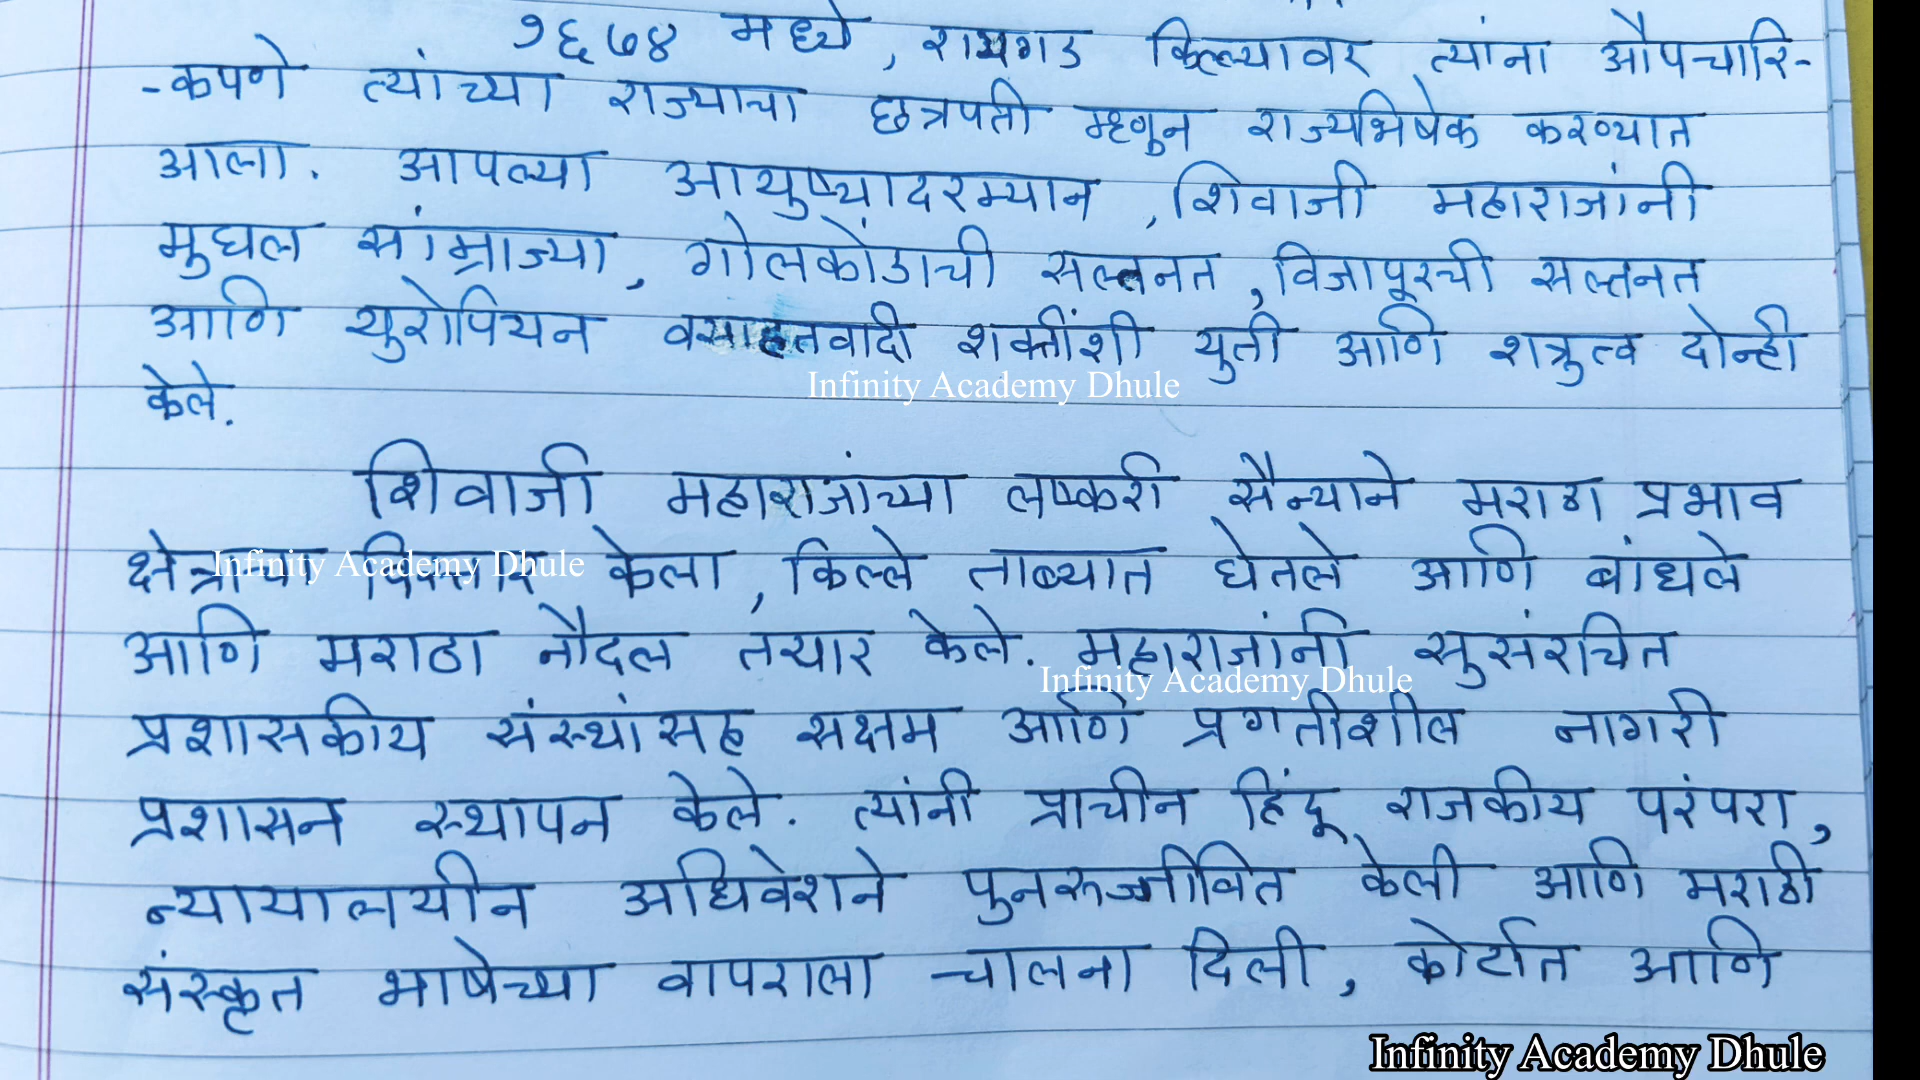 १६७४ मध्ये, रायगड किल्ल्यावर त्यांना औपचारि-
-कपणे त्यांच्या राज्याचा छत्रपती म्हणून राज्यभिषेक करण्यात
आला. आपल्या आयुष्यादरम्यान, शिवाजी महाराजांनी
मुघल सांम्राज्या, गोलकोंडाची सल्तनत, विजापूरची सल्तनत
आणि युरोपियन वसाहतवादी शक्तींशी युती आणि शत्रुत्व दोन्ही
केले.
Infinity Academy Dhule
शिवाजी महाराजांच्या लष्करी सैन्याने मराठा प्रभाव
क्षेत्राचा विस्तार केला, किल्ले ताब्यात घेतले आणि बांधले
Infinity Academy Dhule
आणि मराठा नौदल तयार केले. महाराजांनी सुसंरचित
Infinity Academy Dhule
प्रशासकीय संस्थांसह सक्षम आणि प्रगतीशील नागरी
प्रशासन स्थापन केले. त्यांनी प्राचीन हिंदू राजकीय परंपरा,
न्यायालयीन अधिवेशने पुनरुज्जीवित केली आणि मराठी
संस्कृत भाषेच्या वापराला चालना दिली, कोर्टात आणि
Infinity Academy Dhule